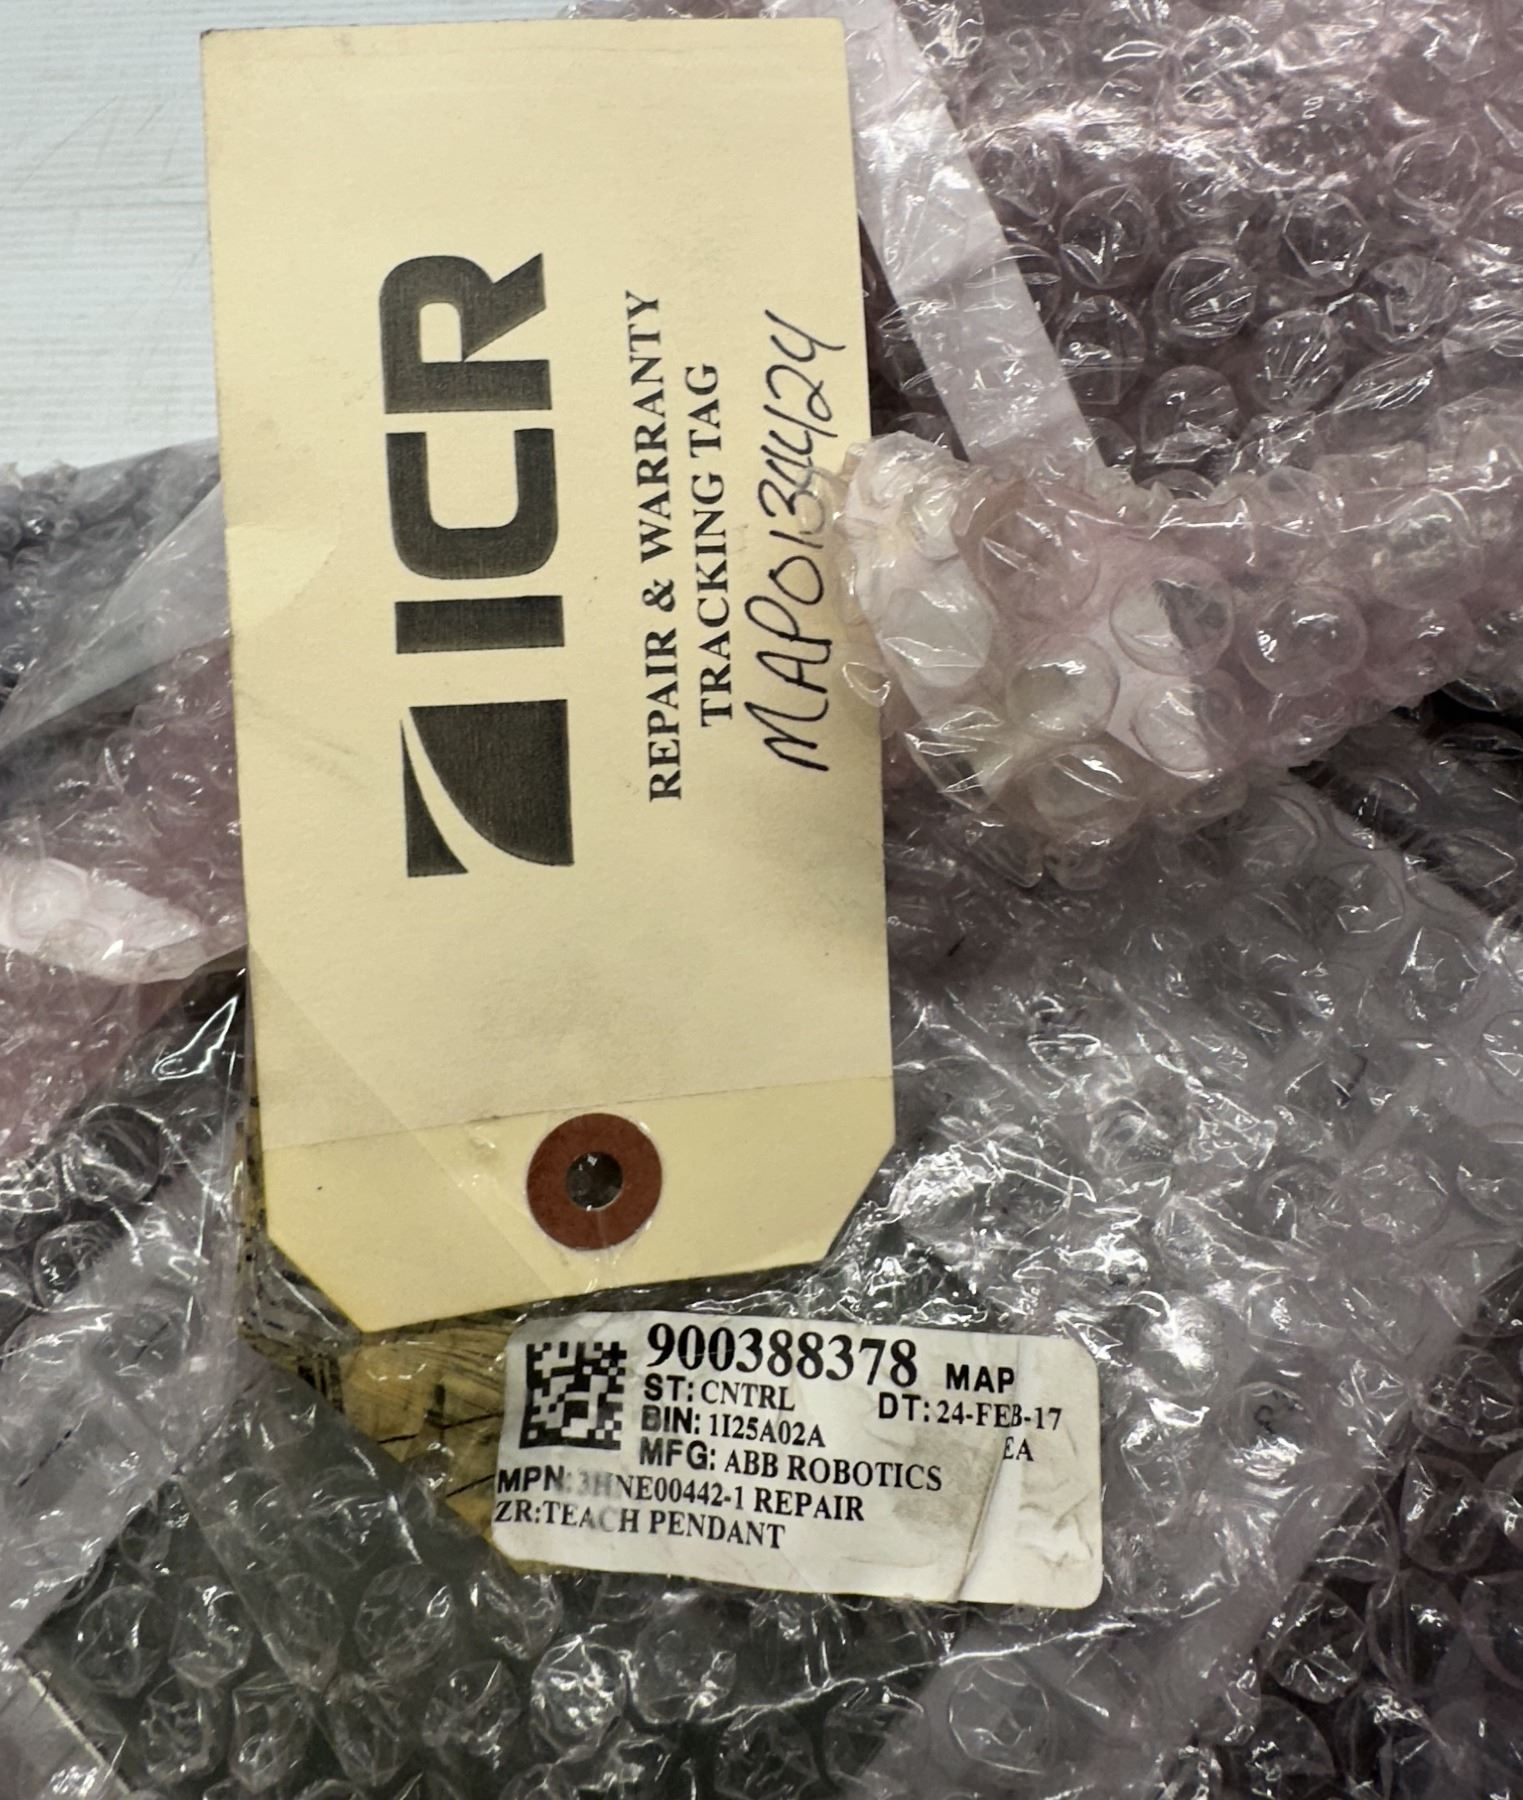 ICR
REPAIR & WARRANTY
TRACKING TAG
MAP0134424
900388378 MAP
ST: CNTRL DT: 24-FEB-17
BIN: 1I25A02A EA
MFG: ABB ROBOTICS
MPN: 3HNE00442-1 REPAIR
ZR:TEACH PENDANT